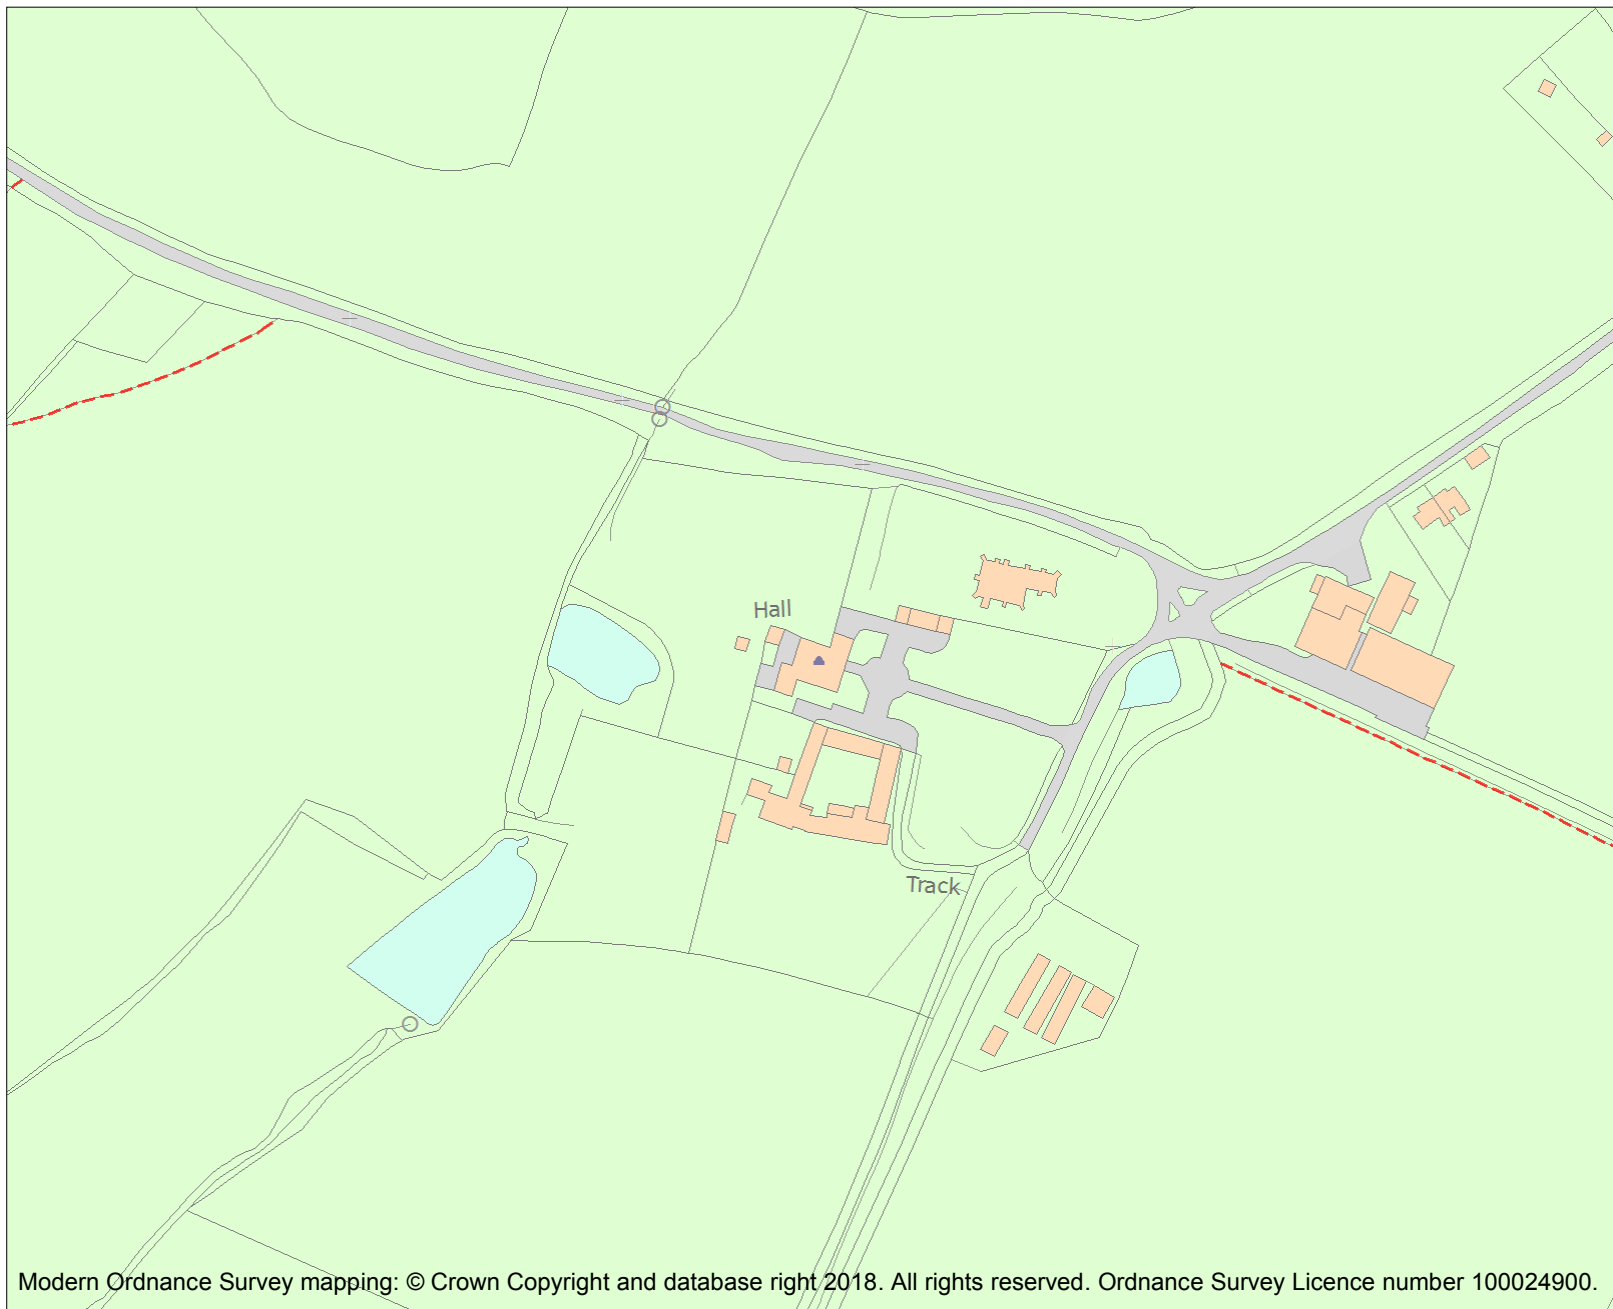 Hall
Track
Modern Ordnance Survey mapping: © Crown Copyright and database right 2018. All rights reserved. Ordnance Survey Licence number 100024900.